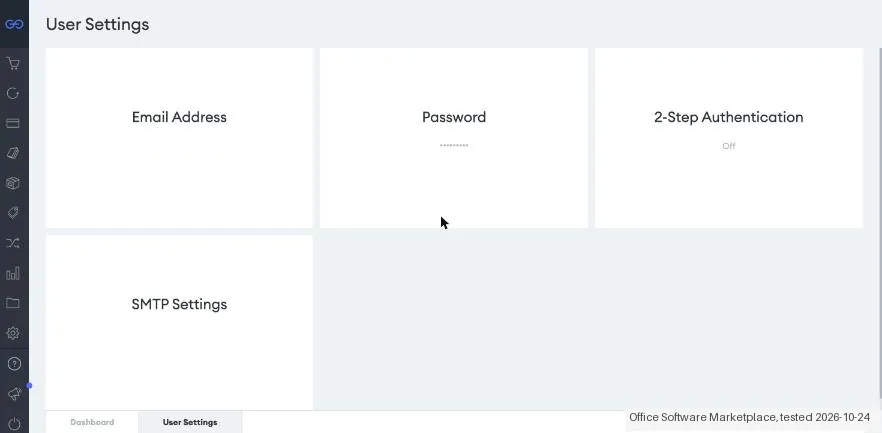 User Settings
Email Address
Password
•••••••••
2-Step Authentication
Off
SMTP Settings
Dashboard
User Settings
Office Software Marketplace, tested 2026-10-24